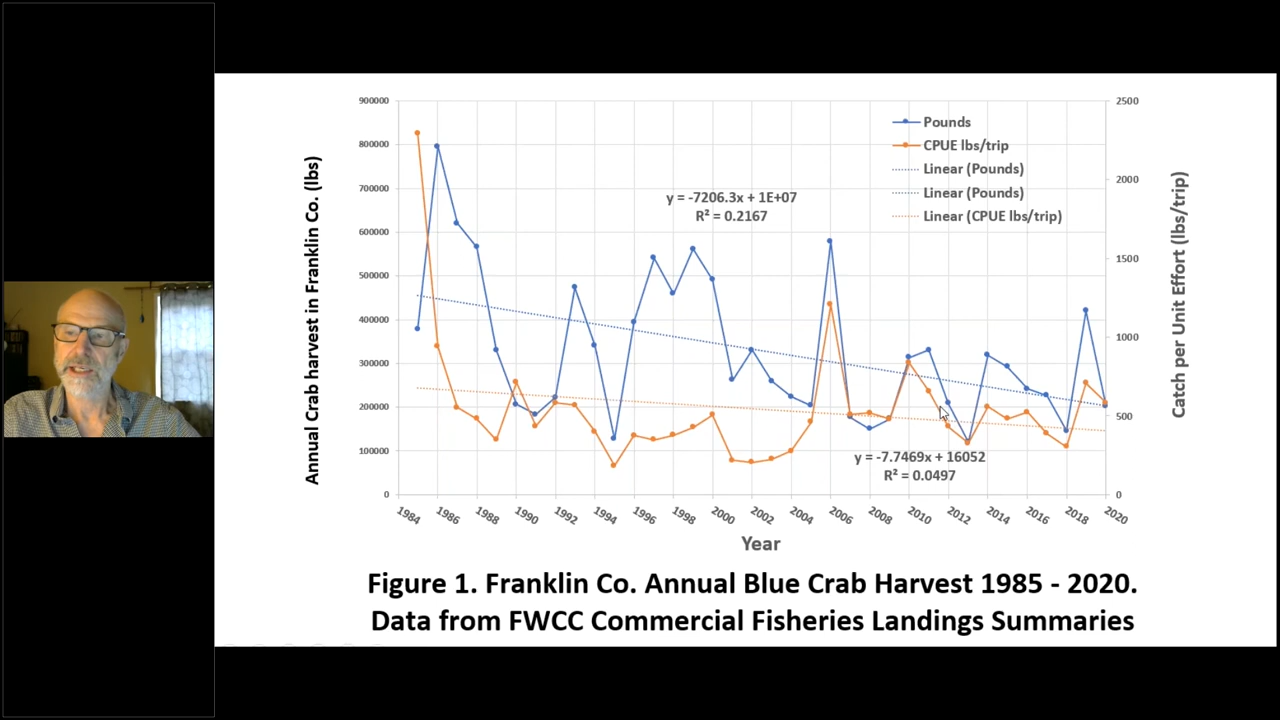 900000
800000
700000
600000
500000
400000
300000
200000
100000
0
Annual Crab harvest in Franklin Co. (lbs)
2500
2000
1500
1000
500
0
Catch per Unit Effort (lbs/trip)
Pounds
CPUE lbs/trip
Linear (Pounds)
Linear (Pounds)
Linear (CPUE lbs/trip)
y = -7206.3x + 1E+07
R² = 0.2167
y = -7.7469x + 16052
R² = 0.0497
1984 1986 1988 1990 1992 1994 1996 1998 2000 2002 2004 2006 2008 2010 2012 2014 2016 2018 2020
Year
Figure 1. Franklin Co. Annual Blue Crab Harvest 1985 - 2020.
Data from FWCC Commercial Fisheries Landings Summaries